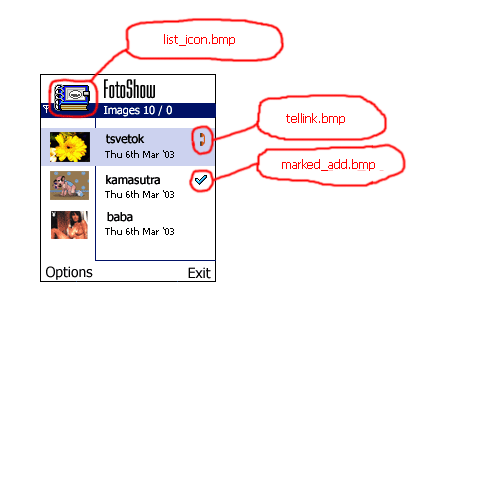 list_icon.bmp
FotoShow
Images 10 / 0
tellink.bmp
tsvetok
Thu 6th Mar '03
marked_add.bmp
kamasutra
Thu 6th Mar '03
baba
Thu 6th Mar '03
Options Exit